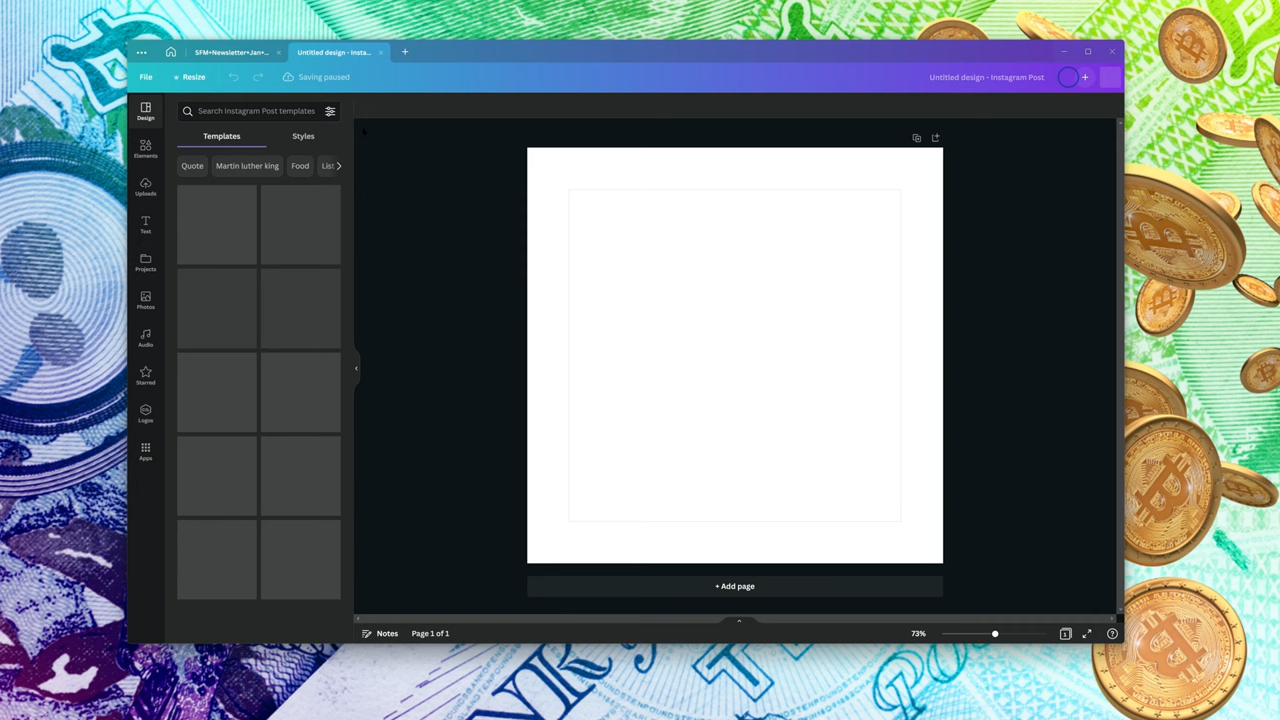 SFM+Newsletter+Jan+...
Untitled design - Insta...
File
Resize
Saving paused
Untitled design - Instagram Post
Design
Elements
Uploads
Text
Projects
Photos
Audio
Starred
Logos
Apps
Search Instagram Post templates
Templates
Styles
Quote
Martin luther king
Food
List
+ Add page
Notes
Page 1 of 1
73%
1